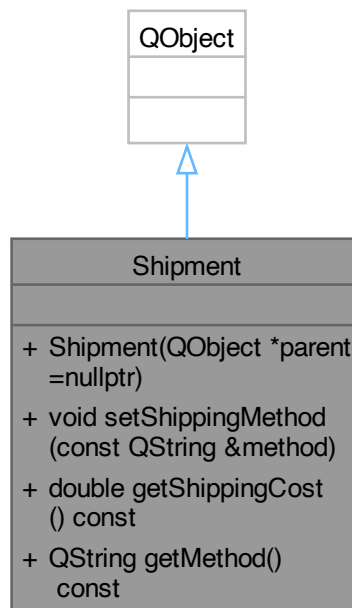 QObject
Shipment
+ Shipment(QObject *parent
=nullptr)
+ void setShippingMethod
(const QString &method)
+ double getShippingCost
() const
+ QString getMethod()
const